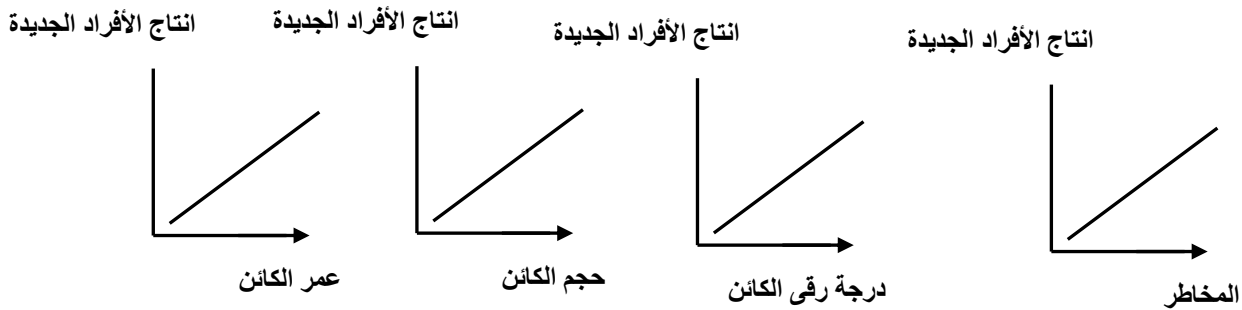 انتاج الأفراد الجديدة
انتاج الأفراد الجديدة
انتاج الأفراد الجديدة
انتاج الأفراد الجديدة
المخاطر
درجة رقى الكائن
حجم الكائن
عمر الكائن